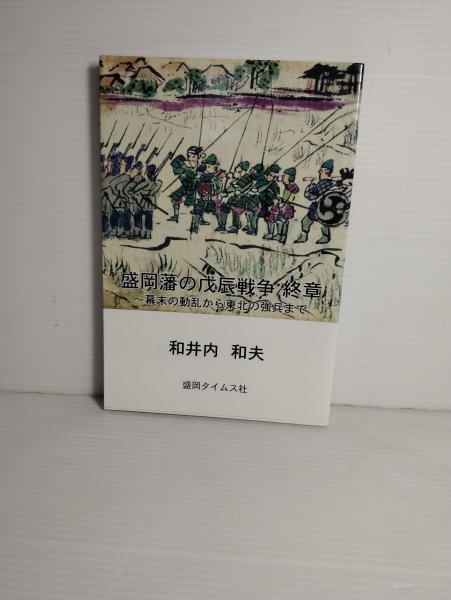 盛岡藩の戊辰戦争 終章
～幕末の動乱から東北の強兵まで
和井内 和夫
盛岡タイムス社